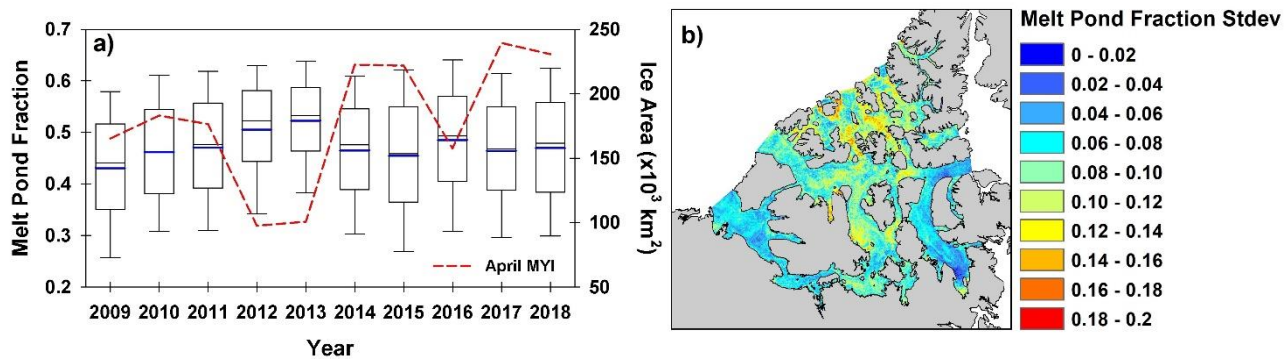 a)
0.7
0.6
0.5
0.4
0.3
0.2
Melt Pond Fraction
250
200
150
100
50
Ice Area (x10³ km²)
April MYI
2009 2010 2011 2012 2013 2014 2015 2016 2017 2018
Year
b)
Melt Pond Fraction Stdev
0 - 0.02
0.02 - 0.04
0.04 - 0.06
0.06 - 0.08
0.08 - 0.10
0.10 - 0.12
0.12 - 0.14
0.14 - 0.16
0.16 - 0.18
0.18 - 0.2